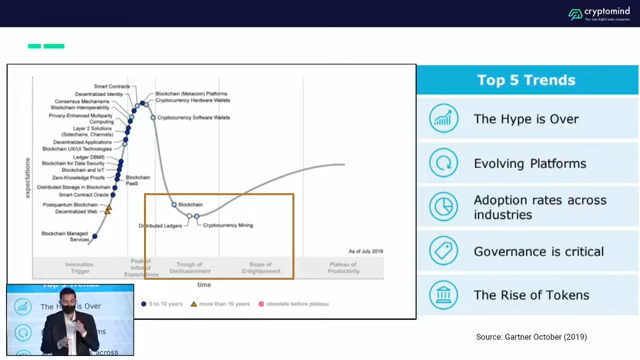 cryptomind
Smart Contracts
Decentralized Identity
Consensus Mechanisms
Blockchain Interoperability
Privacy-Enhanced Multiparty
Computing
Layer 2 Solutions
(Sidechains, Channels)
Decentralized Applications
Blockchain UX/UI Technologies
Ledger DBMS
Blockchain for Data Security
Blockchain and IoT
Zero-Knowledge Proofs
Distributed Storage in Blockchain
Smart Contract Oracle
Postquantum Blockchain
Decentralized Web
Blockchain Managed
Services
Blockchain (Metacoin) Platforms
Cryptocurrency Hardware Wallets
Cryptocurrency Software Wallets
Blockchain
PaaS
Blockchain
Distributed Ledgers
Cryptocurrency Mining
expectations
As of July 2019
Innovation
Trigger
Peak of
Inflated
Expectations
Trough of
Disillusionment
Slope of
Enlightenment
Plateau of
Productivity
time
5 to 10 years
more than 10 years
obsolete before plateau
Top 5 Trends
The Hype is Over
Evolving Platforms
Adoption rates across
industries
Governance is critical
The Rise of Tokens
Source: Gartner October (2019)
The Hype is Over